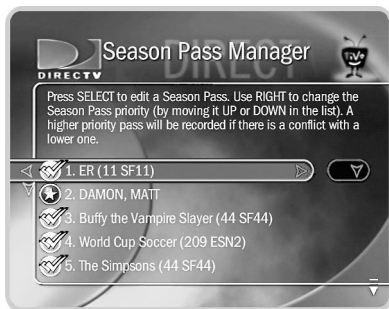 Season Pass Manager
DIRECTV
TiVo
Press SELECT to edit a Season Pass. Use RIGHT to change the
Season Pass priority (by moving it UP or DOWN in the list). A
higher priority pass will be recorded if there is a conflict with a
lower one.
1. ER (11 SF11)
2. DAMON, MATT
3. Buffy the Vampire Slayer (44 SF44)
4. World Cup Soccer (209 ESN2)
5. The Simpsons (44 SF44)